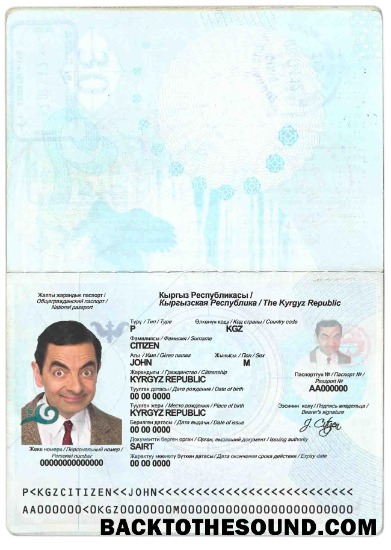 Жалпы жарандык паспорт /
Общегражданский паспорт /
National passport
Кыргыз Республикасы /
Кыргызская Республика / The Kyrgyz Republic
Түрү / Тип / Type
Өлкөнүн коду / Код страны / Country code
P KGZ
Фамилиясы / Фамилия / Surname
CITIZEN
Аты / Имя / Given names
Жынысы / Пол / Sex
JOHN M
Жарандыгы / Гражданство / Citizenship
KYRGYZ REPUBLIC
Туулган датасы / Дата рождения / Date of birth
00 00 0000
Туулган жери / Место рождения / Place of birth
KYRGYZ REPUBLIC
Берилген датасы / Дата выдачи / Date of issue
00 00 0000
Документти берген орган / Орган, выдавший документ / Issuing authority
SAIRT
Жарактуу мөөнөтү бүткөн датасы / Дата окончания срока действия / Expiry date
00 00 0000
Паспорттун № / Паспорт № /
Passport №
AA000000
Ээсинин колу / Подпись владельца /
Bearer's signature
J. Citizen
Жеке номери / Персональный номер /
Personal number
00000000000000
P<KGZCITIZEN<<JOHN<<<<<<<<<<<<<<<<<<<<<<<<<<
AA000000<0KGZ0000000M00000000000000000000000
BACKTOTHESOUND.COM